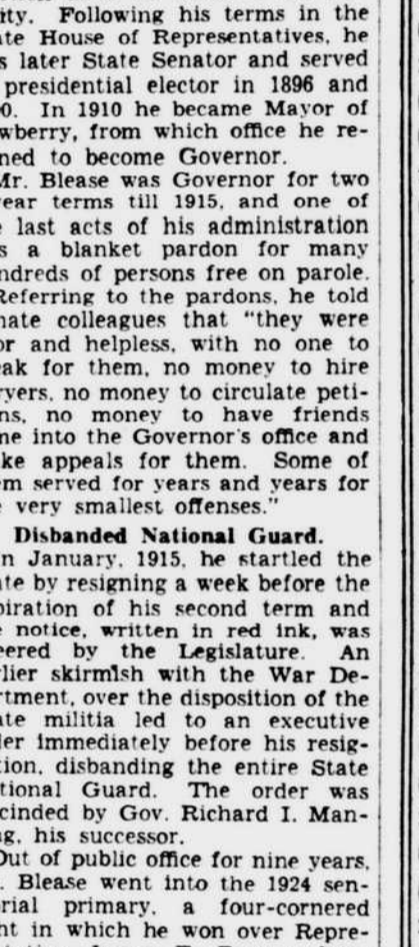 ity. Following his terms in the
ate House of Representatives, he
s later State Senator and served
presidential elector in 1896 and
0. In 1910 he became Mayor of
wberry, from which office he re-
ned to become Governor.
Mr. Blease was Governor for two
ear terms till 1915, and one of
e last acts of his administration
s a blanket pardon for many
ndreds of persons free on parole.
Referring to the pardons, he told
nate colleagues that "they were
or and helpless, with no one to
eak for them, no money to hire
yers, no money to circulate peti-
ns, no money to have friends
me into the Governor's office and
ke appeals for them. Some of
em served for years and years for
e very smallest offenses."
Disbanded National Guard.
n January, 1915, he startled the
ate by resigning a week before the
piration of his second term and
e notice, written in red ink, was
eered by the Legislature. An
rlier skirmish with the War De-
rtment, over the disposition of the
ate militia led to an executive
der immediately before his resig-
tion, disbanding the entire State
tional Guard. The order was
cinded by Gov. Richard I. Man-
g, his successor.
Out of public office for nine years,
. Blease went into the 1924 sen-
rial primary, a four-cornered
ht in which he won over Repre-